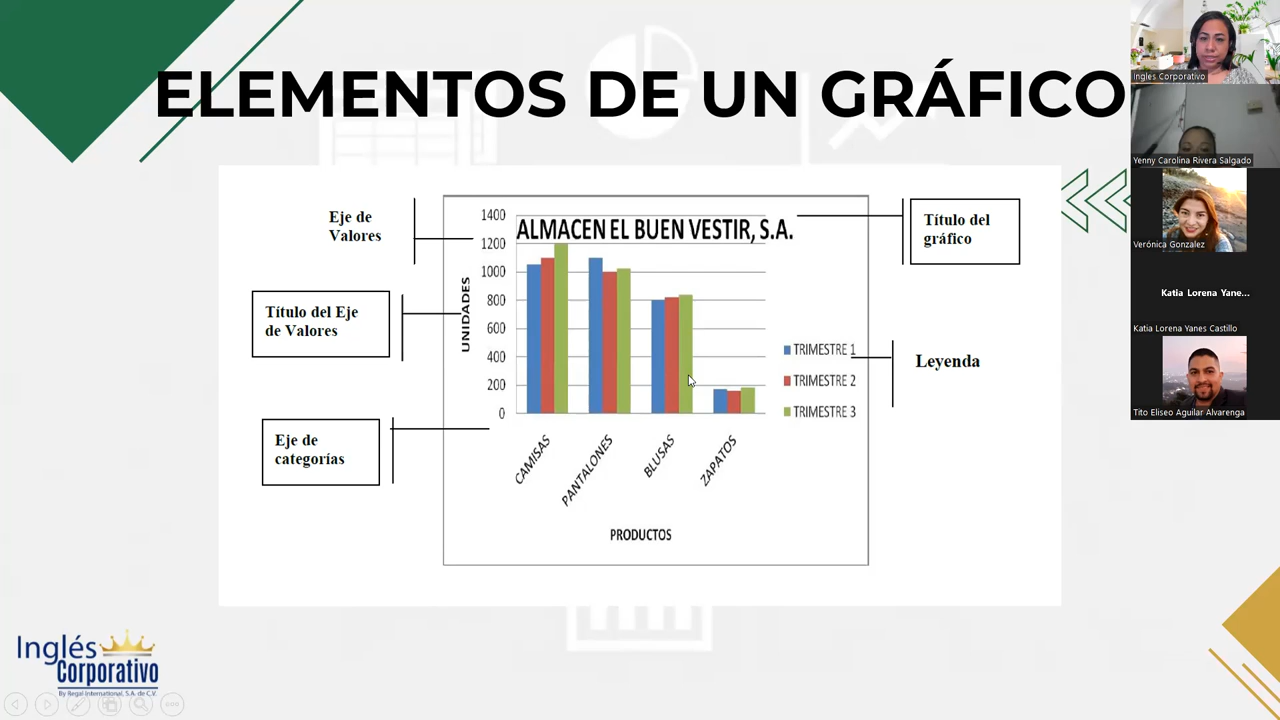 ELEMENTOS DE UN GRÁFICO
Eje de
Valores
Título del Eje
de Valores
Eje de
categorías
1400
1200
1000
800
600
400
200
0
UNIDADES
ALMACEN EL BUEN VESTIR, S.A.
CAMISAS
PANTALONES
BLUSAS
ZAPATOS
PRODUCTOS
TRIMESTRE 1
TRIMESTRE 2
TRIMESTRE 3
Título del
gráfico
Leyenda
Ingles Corporativo
Yenny Carolina Rivera Salgado
Verónica Gonzalez
Katia Lorena Yane...
Katia Lorena Yanes Castillo
Tito Eliseo Aguilar Alvarenga
Inglés
Corporativo
By Regal International, S.A. de C.V.